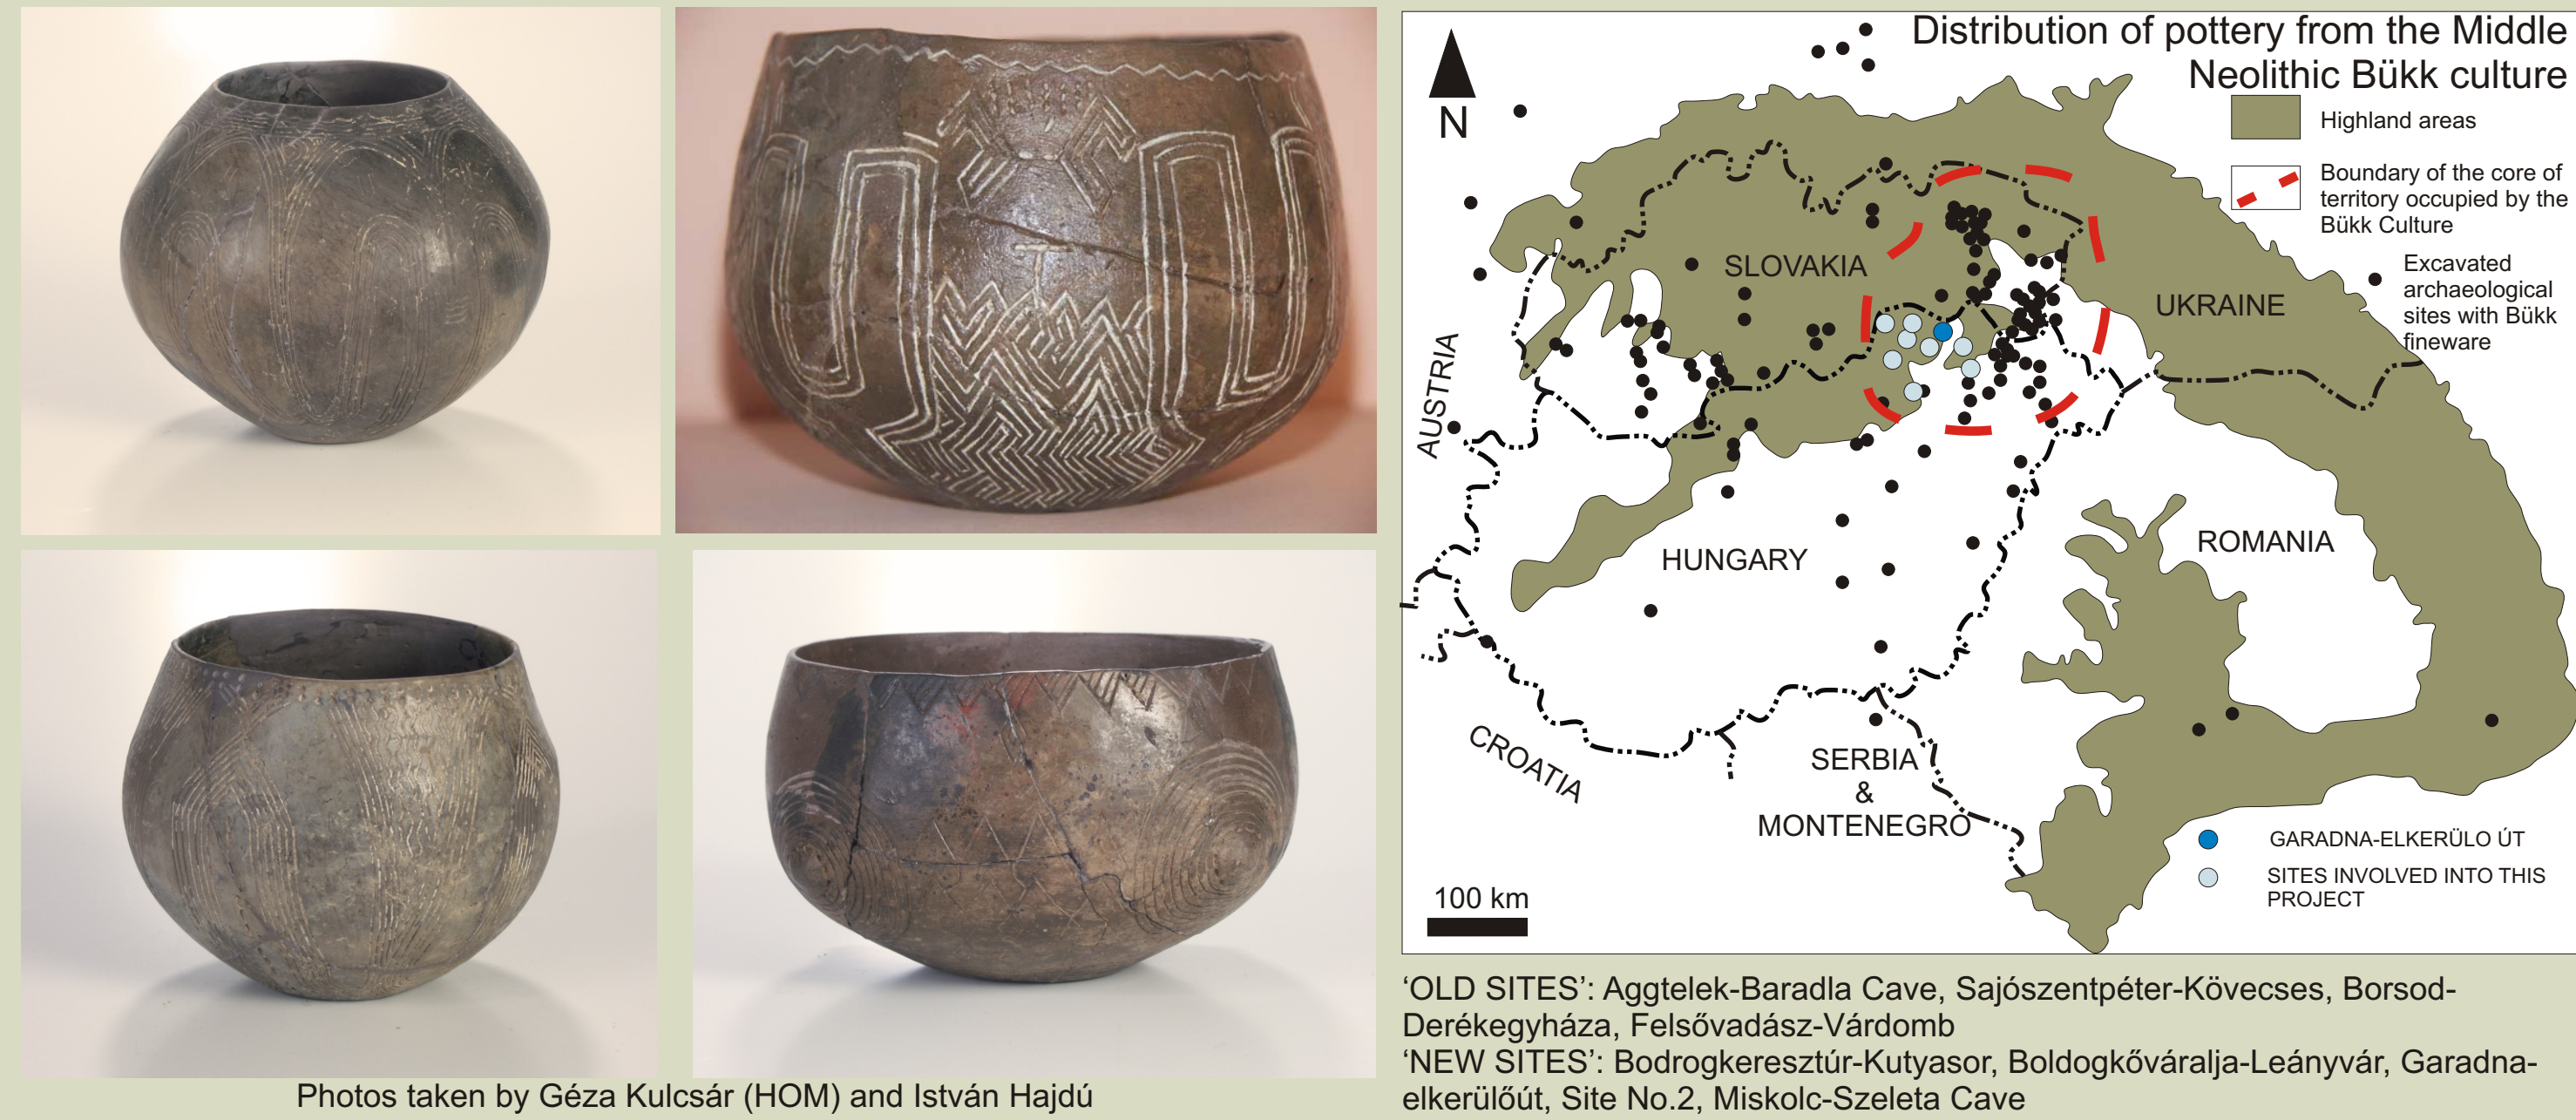 Distribution of pottery from the Middle
Neolithic Bükk culture
N
Highland areas
Boundary of the core of
territory occupied by the
Bükk Culture
Excavated
archaeological
sites with Bükk
fineware
SLOVAKIA
UKRAINE
AUSTRIA
HUNGARY
ROMANIA
CROATIA
SERBIA
&
MONTENEGRO
GARADNA-ELKERÜLO ÚT
SITES INVOLVED INTO THIS
PROJECT
100 km
‘OLD SITES’: Aggtelek-Baradla Cave, Sajószentpéter-Kövecses, Borsod-
Derékegyháza, Felsővadász-Várdomb
‘NEW SITES’: Bodrogkeresztúr-Kutyasor, Boldogkőváralja-Leányvár, Garadna-
elkerülőút, Site No.2, Miskolc-Szeleta Cave
Photos taken by Géza Kulcsár (HOM) and István Hajdú